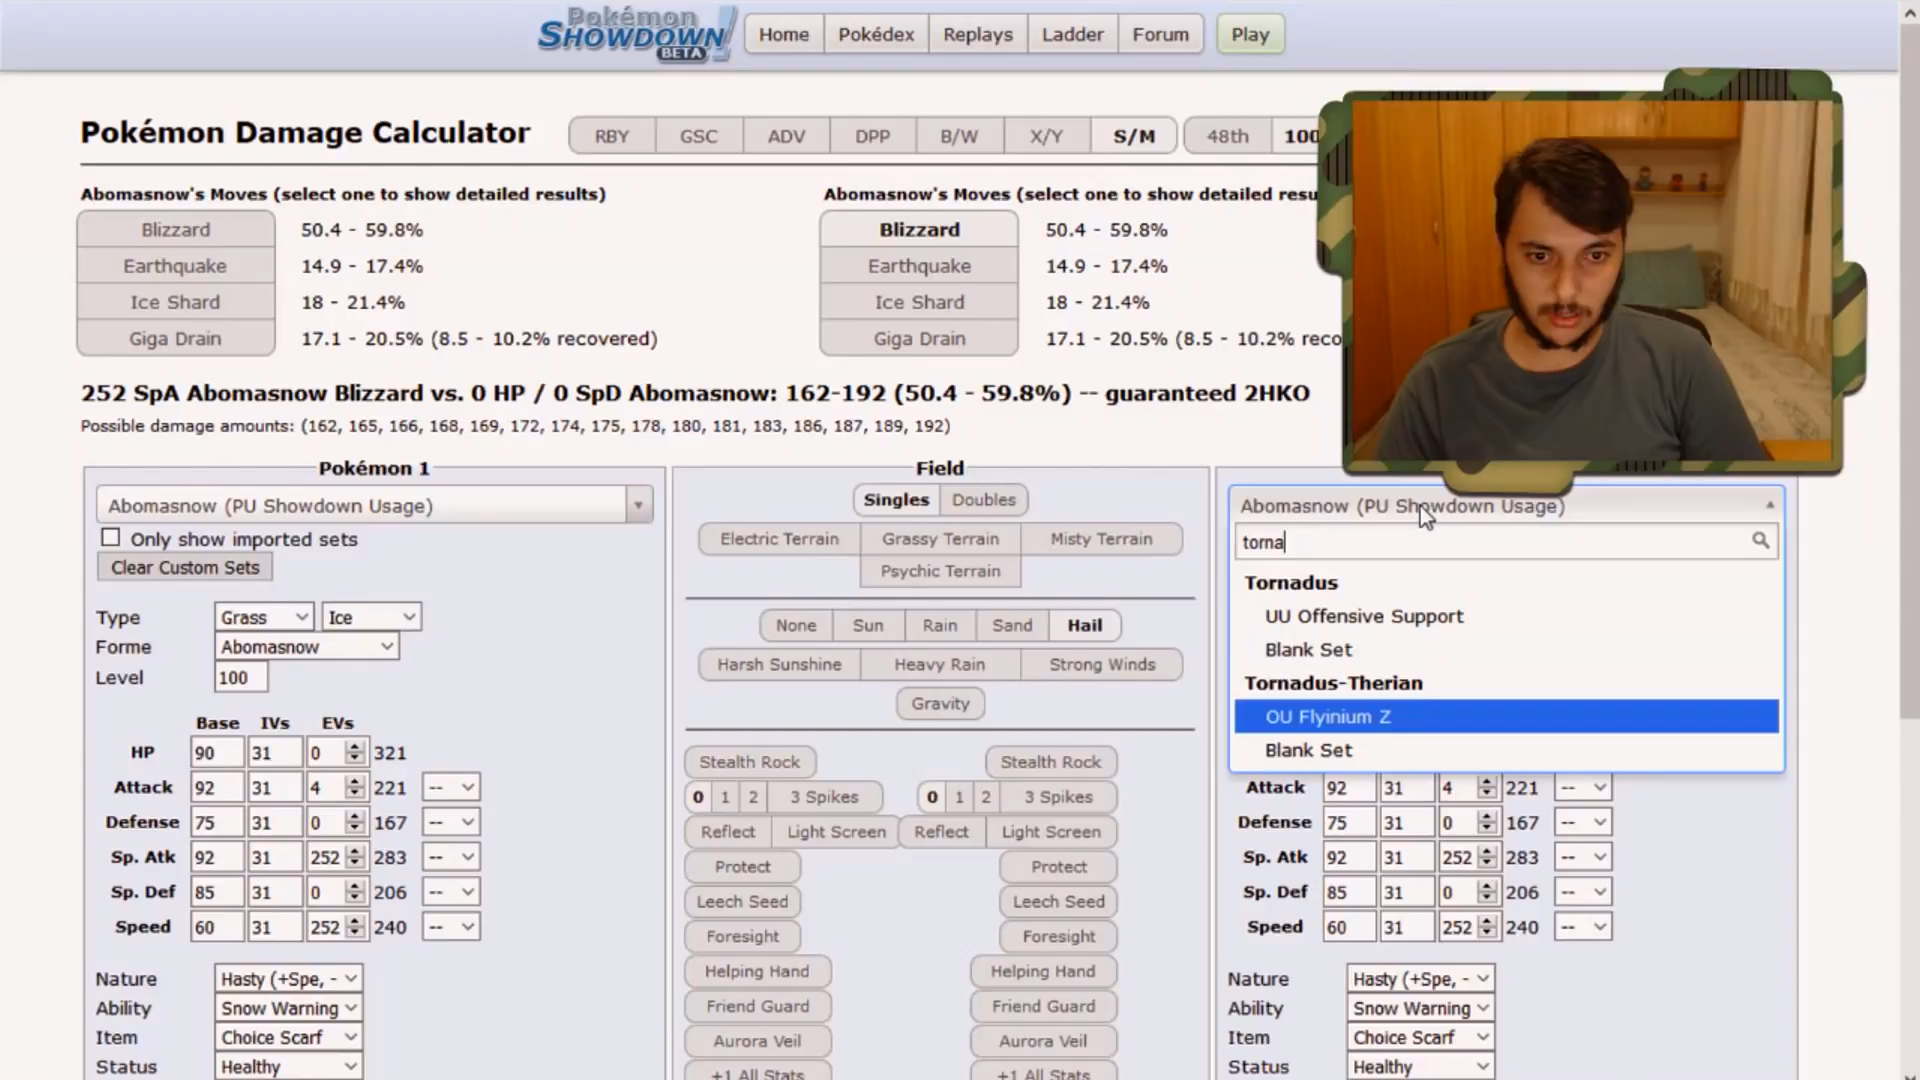 Pokémon
SHOWDOWN!
BETA
Home Pokédex Replays Ladder Forum Play
Pokémon Damage Calculator RBY GSC ADV DPP B/W X/Y S/M 48th 100
Abomasnow's Moves (select one to show detailed results)
Blizzard 50.4 - 59.8%
Earthquake 14.9 - 17.4%
Ice Shard 18 - 21.4%
Giga Drain 17.1 - 20.5% (8.5 - 10.2% recovered)
Abomasnow's Moves (select one to show detailed resu
Blizzard 50.4 - 59.8%
Earthquake 14.9 - 17.4%
Ice Shard 18 - 21.4%
Giga Drain 17.1 - 20.5% (8.5 - 10.2% reco
252 SpA Abomasnow Blizzard vs. 0 HP / 0 SpD Abomasnow: 162-192 (50.4 - 59.8%) -- guaranteed 2HKO
Possible damage amounts: (162, 165, 166, 168, 169, 172, 174, 175, 178, 180, 181, 183, 186, 187, 189, 192)
Pokémon 1
Abomasnow (PU Showdown Usage)
Only show imported sets
Clear Custom Sets
Type Grass Ice
Forme Abomasnow
Level 100
Base IVs EVs
HP 90 31 0 321
Attack 92 31 4 221 --
Defense 75 31 0 167 --
Sp. Atk 92 31 252 283 --
Sp. Def 85 31 0 206 --
Speed 60 31 252 240 --
Nature Hasty (+Spe, -
Ability Snow Warning
Item Choice Scarf
Status Healthy
Field
Singles Doubles
Electric Terrain Grassy Terrain Misty Terrain
Psychic Terrain
None Sun Rain Sand Hail
Harsh Sunshine Heavy Rain Strong Winds
Gravity
Stealth Rock Stealth Rock
0 1 2 3 Spikes 0 1 2 3 Spikes
Reflect Light Screen Reflect Light Screen
Protect Protect
Leech Seed Leech Seed
Foresight Foresight
Helping Hand Helping Hand
Friend Guard Friend Guard
Aurora Veil Aurora Veil
+1 All Stats +1 All Stats
Abomasnow (PU Showdown Usage)
torna
Tornadus
UU Offensive Support
Blank Set
Tornadus-Therian
OU Flyinium Z
Blank Set
Attack 92 31 4 221 --
Defense 75 31 0 167 --
Sp. Atk 92 31 252 283 --
Sp. Def 85 31 0 206 --
Speed 60 31 252 240 --
Nature Hasty (+Spe, -
Ability Snow Warning
Item Choice Scarf
Status Healthy